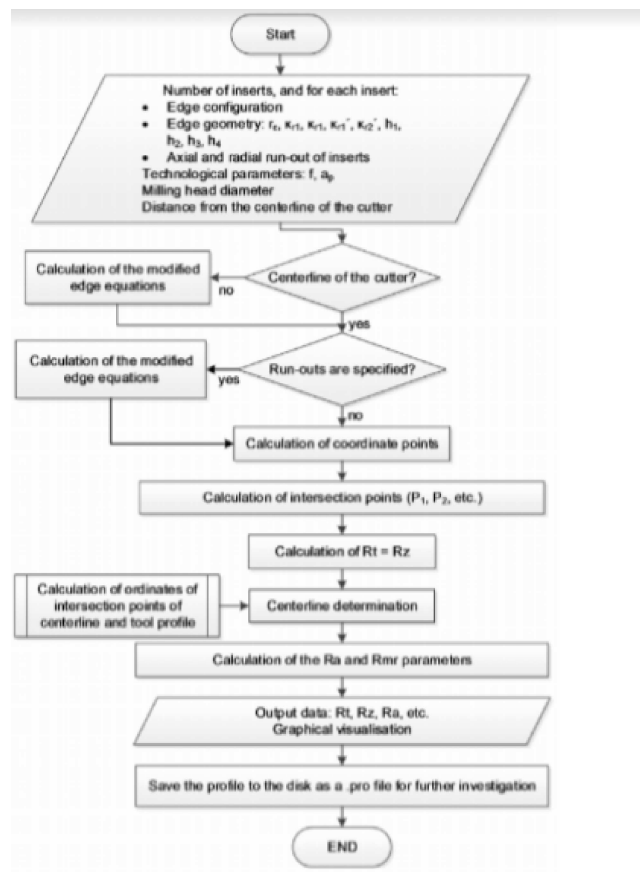 Start
Number of inserts, and for each insert:
• Edge configuration
• Edge geometry: rε, κr1, κr1, κr1´, κr2´, h1,
h2, h3, h4
• Axial and radial run-out of inserts
Technological parameters: f, ap
Milling head diameter
Distance from the centerline of the cutter
Calculation of the modified
edge equations
no
Centerline of the cutter?
yes
Calculation of the modified
edge equations
yes
Run-outs are specified?
no
Calculation of coordinate points
Calculation of intersection points (P1, P2, etc.)
Calculation of Rt = Rz
Calculation of ordinates of
intersection points of
centerline and tool profile
Centerline determination
Calculation of the Ra and Rmr parameters
Output data: Rt, Rz, Ra, etc.
Graphical visualisation
Save the profile to the disk as a .pro file for further investigation
END